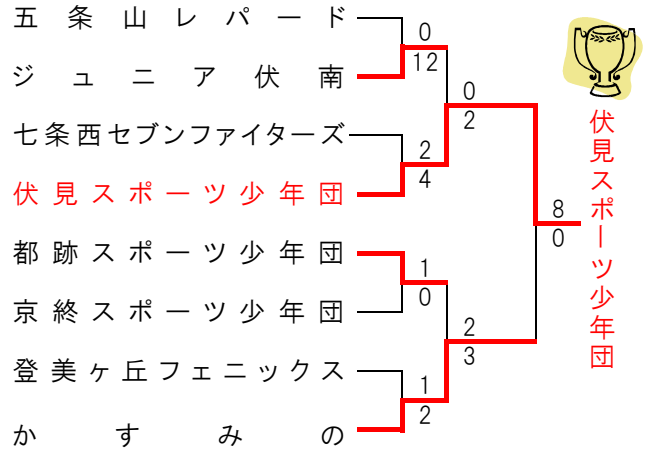 五条山レパード
0
12
ジュニア伏南
0
2
七条西セブンファイターズ
2
4
伏見スポーツ少年団
8
0
伏見スポーツ少年団
都跡スポーツ少年団
1
0
京終スポーツ少年団
2
3
登美ヶ丘フェニックス
1
2
かすみの